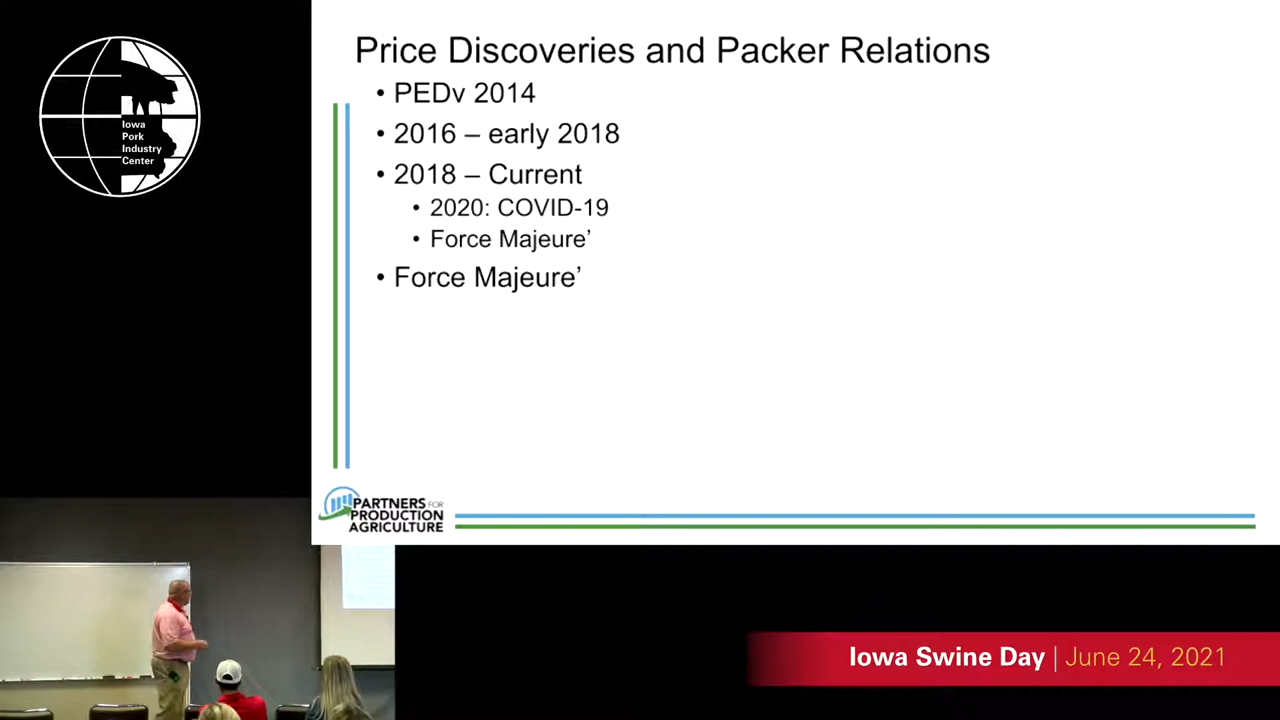 Iowa
Pork
Industry
Center
Price Discoveries and Packer Relations
• PEDv 2014
• 2016 – early 2018
• 2018 – Current
• 2020: COVID-19
• Force Majeure’
• Force Majeure’
PARTNERS FOR
PRODUCTION
AGRICULTURE
Iowa Swine Day | June 24, 2021